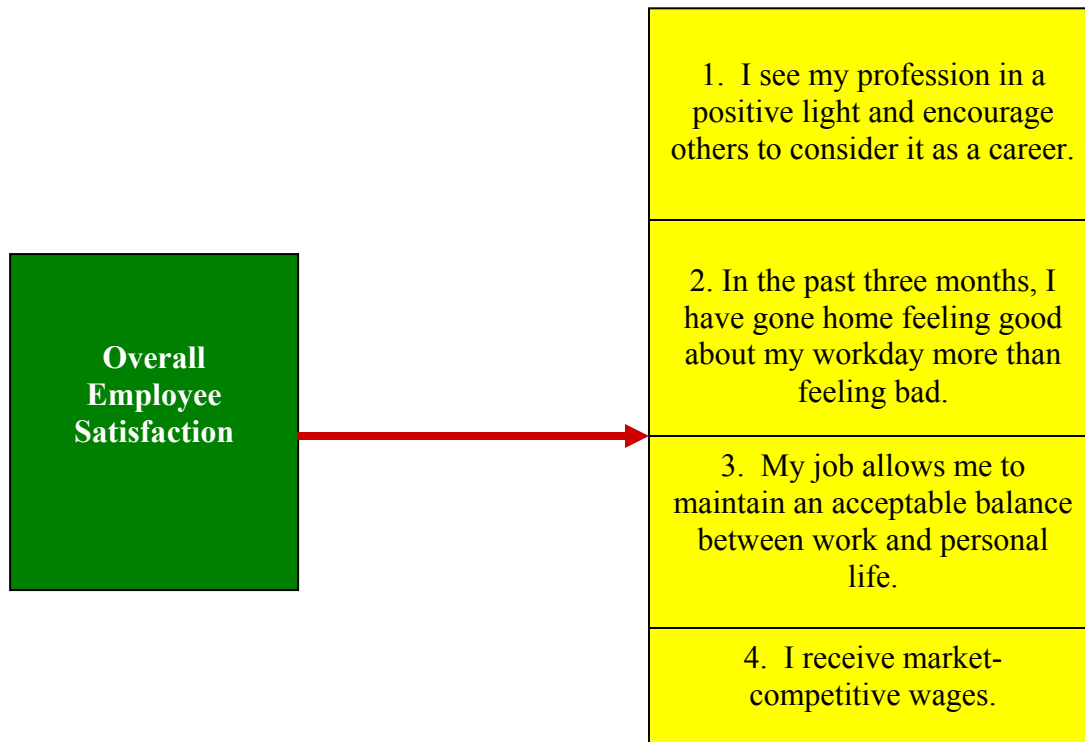 Overall
Employee
Satisfaction
1. I see my profession in a
positive light and encourage
others to consider it as a career.
2. In the past three months, I
have gone home feeling good
about my workday more than
feeling bad.
3. My job allows me to
maintain an acceptable balance
between work and personal
life.
4. I receive market-
competitive wages.